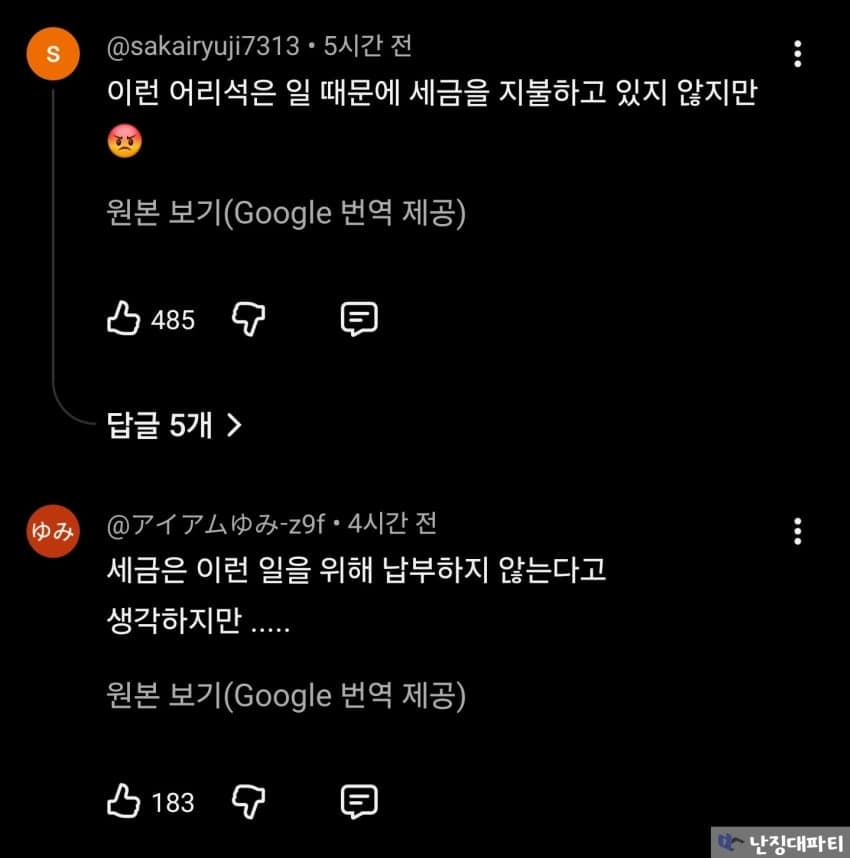 S
@sakairyuji7313 • 5시간 전
이런 어리석은 일 때문에 세금을 지불하고 있지 않지만
😡
원본 보기(Google 번역 제공)
485
답글 5개 >
ゆみ
@アイアムゆみ-z9f • 4시간 전
세금은 이런 일을 위해 납부하지 않는다고
생각하지만 .....
원본 보기(Google 번역 제공)
183
난징대파티